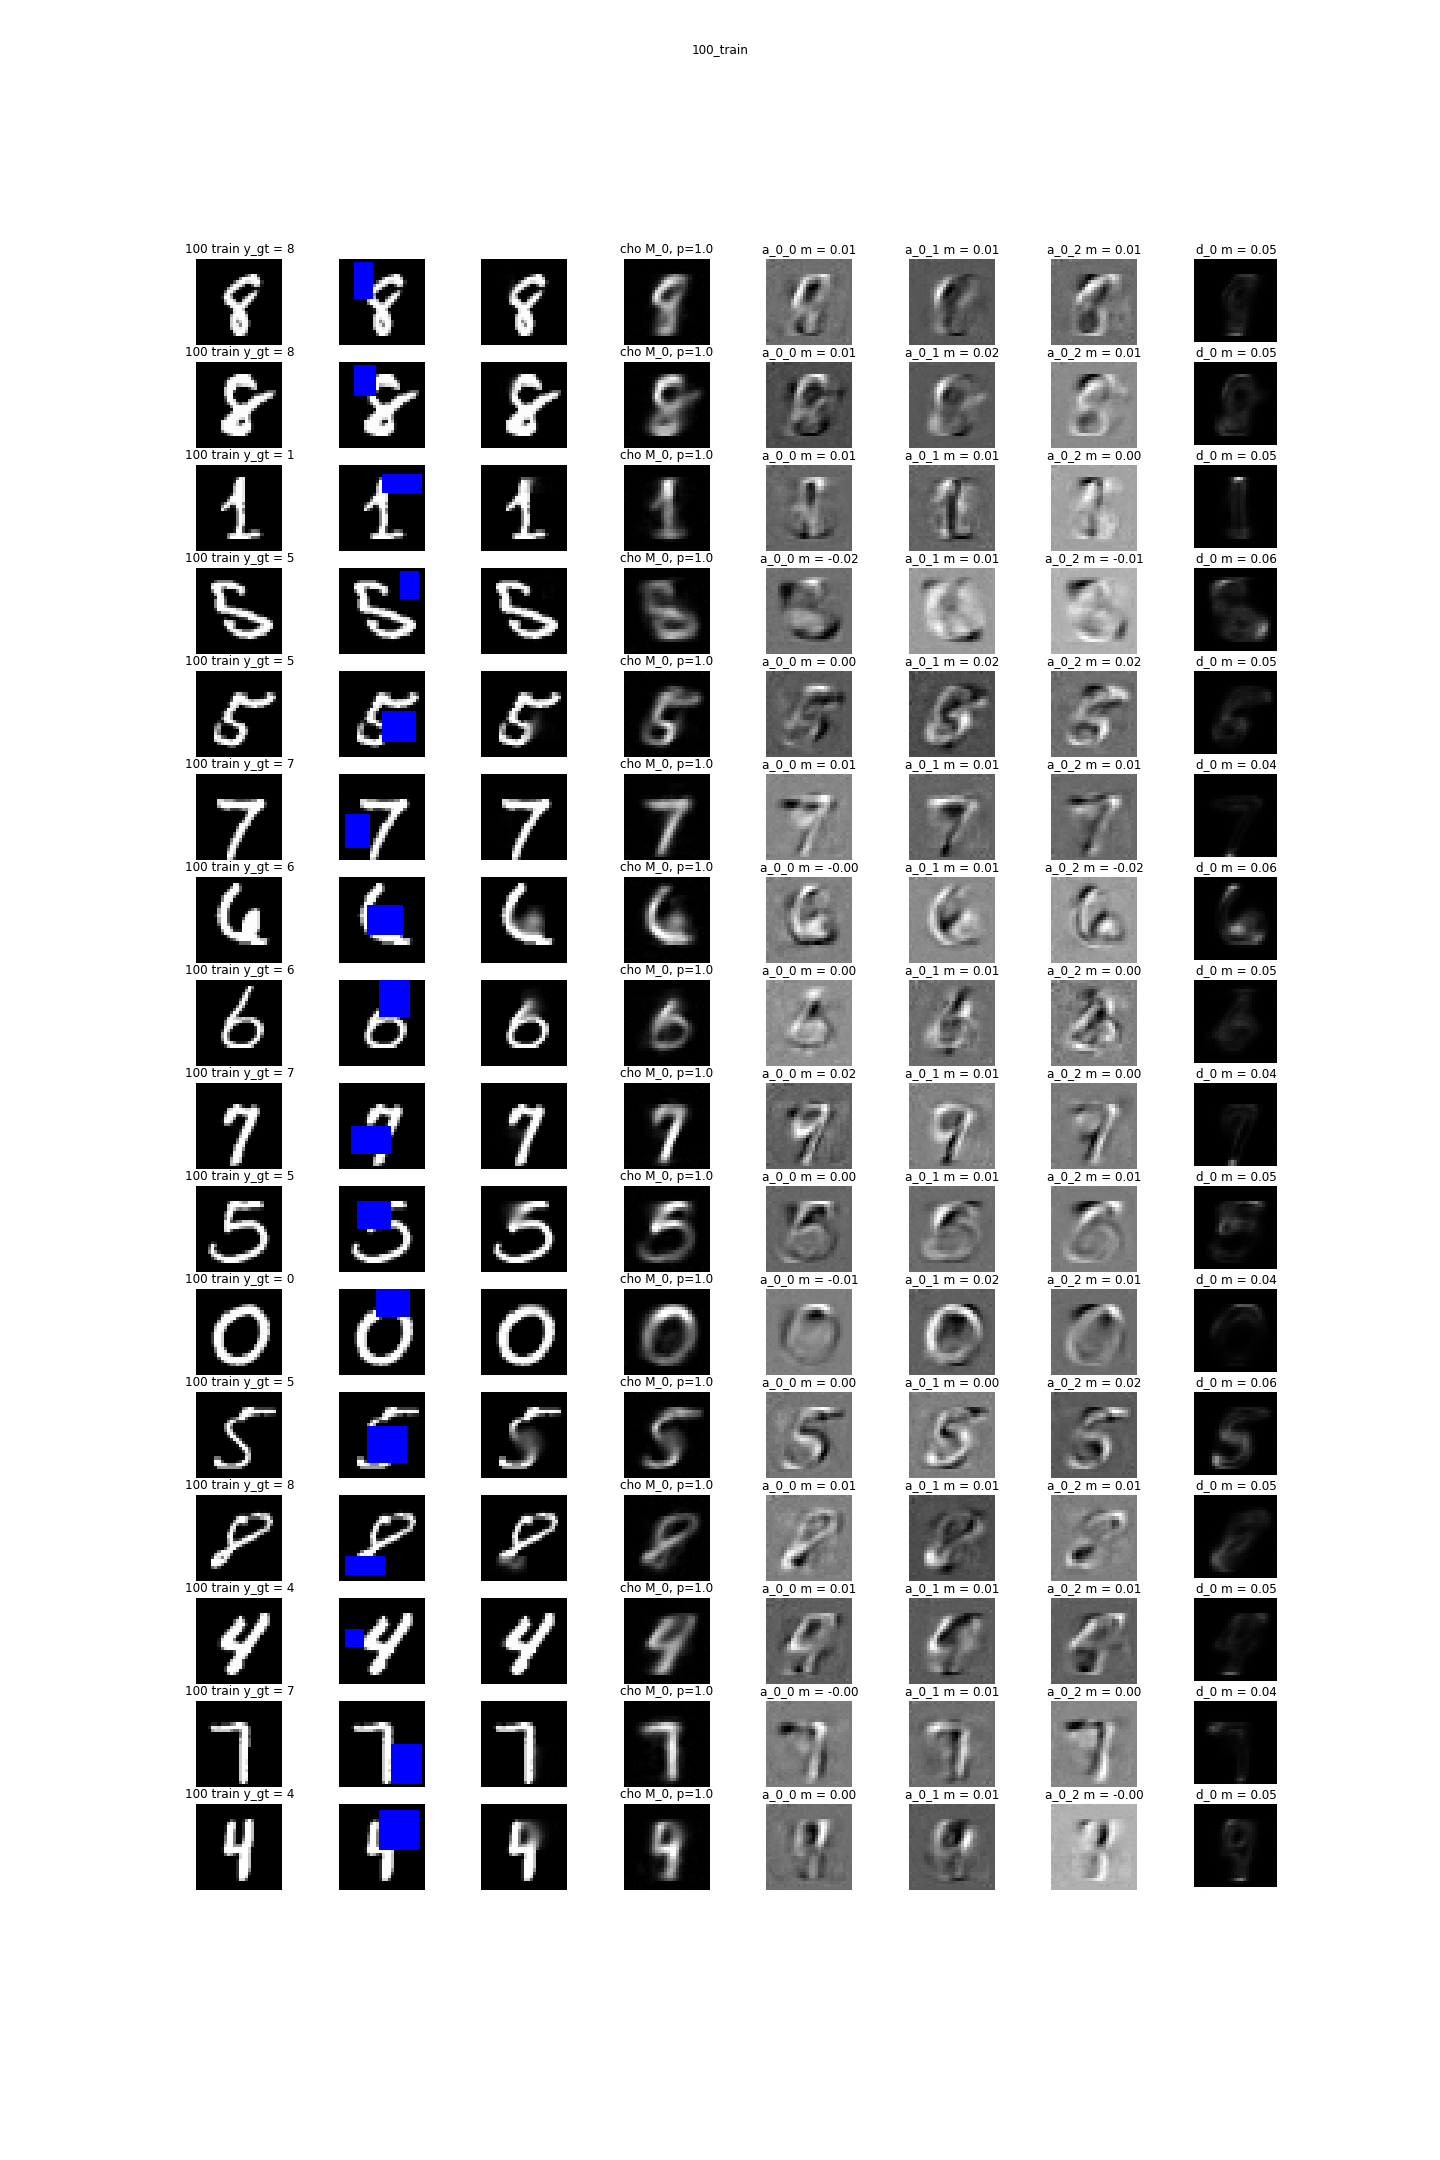 100_train
100 train y_gt = 8 cho M_0, p=1.0 a_0_0 m = 0.01 a_0_1 m = 0.01 a_0_2 m = 0.01 d_0 m = 0.05
100 train y_gt = 8 cho M_0, p=1.0 a_0_0 m = 0.01 a_0_1 m = 0.02 a_0_2 m = 0.01 d_0 m = 0.05
100 train y_gt = 1 cho M_0, p=1.0 a_0_0 m = 0.01 a_0_1 m = 0.01 a_0_2 m = 0.00 d_0 m = 0.05
100 train y_gt = 5 cho M_0, p=1.0 a_0_0 m = -0.02 a_0_1 m = 0.01 a_0_2 m = -0.01 d_0 m = 0.06
100 train y_gt = 5 cho M_0, p=1.0 a_0_0 m = 0.00 a_0_1 m = 0.02 a_0_2 m = 0.02 d_0 m = 0.05
100 train y_gt = 7 cho M_0, p=1.0 a_0_0 m = 0.01 a_0_1 m = 0.01 a_0_2 m = 0.01 d_0 m = 0.04
100 train y_gt = 6 cho M_0, p=1.0 a_0_0 m = -0.00 a_0_1 m = 0.01 a_0_2 m = -0.02 d_0 m = 0.06
100 train y_gt = 6 cho M_0, p=1.0 a_0_0 m = 0.00 a_0_1 m = 0.01 a_0_2 m = 0.00 d_0 m = 0.05
100 train y_gt = 7 cho M_0, p=1.0 a_0_0 m = 0.02 a_0_1 m = 0.01 a_0_2 m = 0.00 d_0 m = 0.04
100 train y_gt = 5 cho M_0, p=1.0 a_0_0 m = 0.00 a_0_1 m = 0.01 a_0_2 m = 0.01 d_0 m = 0.05
100 train y_gt = 0 cho M_0, p=1.0 a_0_0 m = -0.01 a_0_1 m = 0.02 a_0_2 m = 0.01 d_0 m = 0.04
100 train y_gt = 5 cho M_0, p=1.0 a_0_0 m = 0.00 a_0_1 m = 0.00 a_0_2 m = 0.02 d_0 m = 0.06
100 train y_gt = 8 cho M_0, p=1.0 a_0_0 m = 0.01 a_0_1 m = 0.01 a_0_2 m = 0.01 d_0 m = 0.05
100 train y_gt = 4 cho M_0, p=1.0 a_0_0 m = 0.01 a_0_1 m = 0.01 a_0_2 m = 0.01 d_0 m = 0.05
100 train y_gt = 7 cho M_0, p=1.0 a_0_0 m = -0.00 a_0_1 m = 0.01 a_0_2 m = 0.00 d_0 m = 0.04
100 train y_gt = 4 cho M_0, p=1.0 a_0_0 m = 0.00 a_0_1 m = 0.01 a_0_2 m = -0.00 d_0 m = 0.05